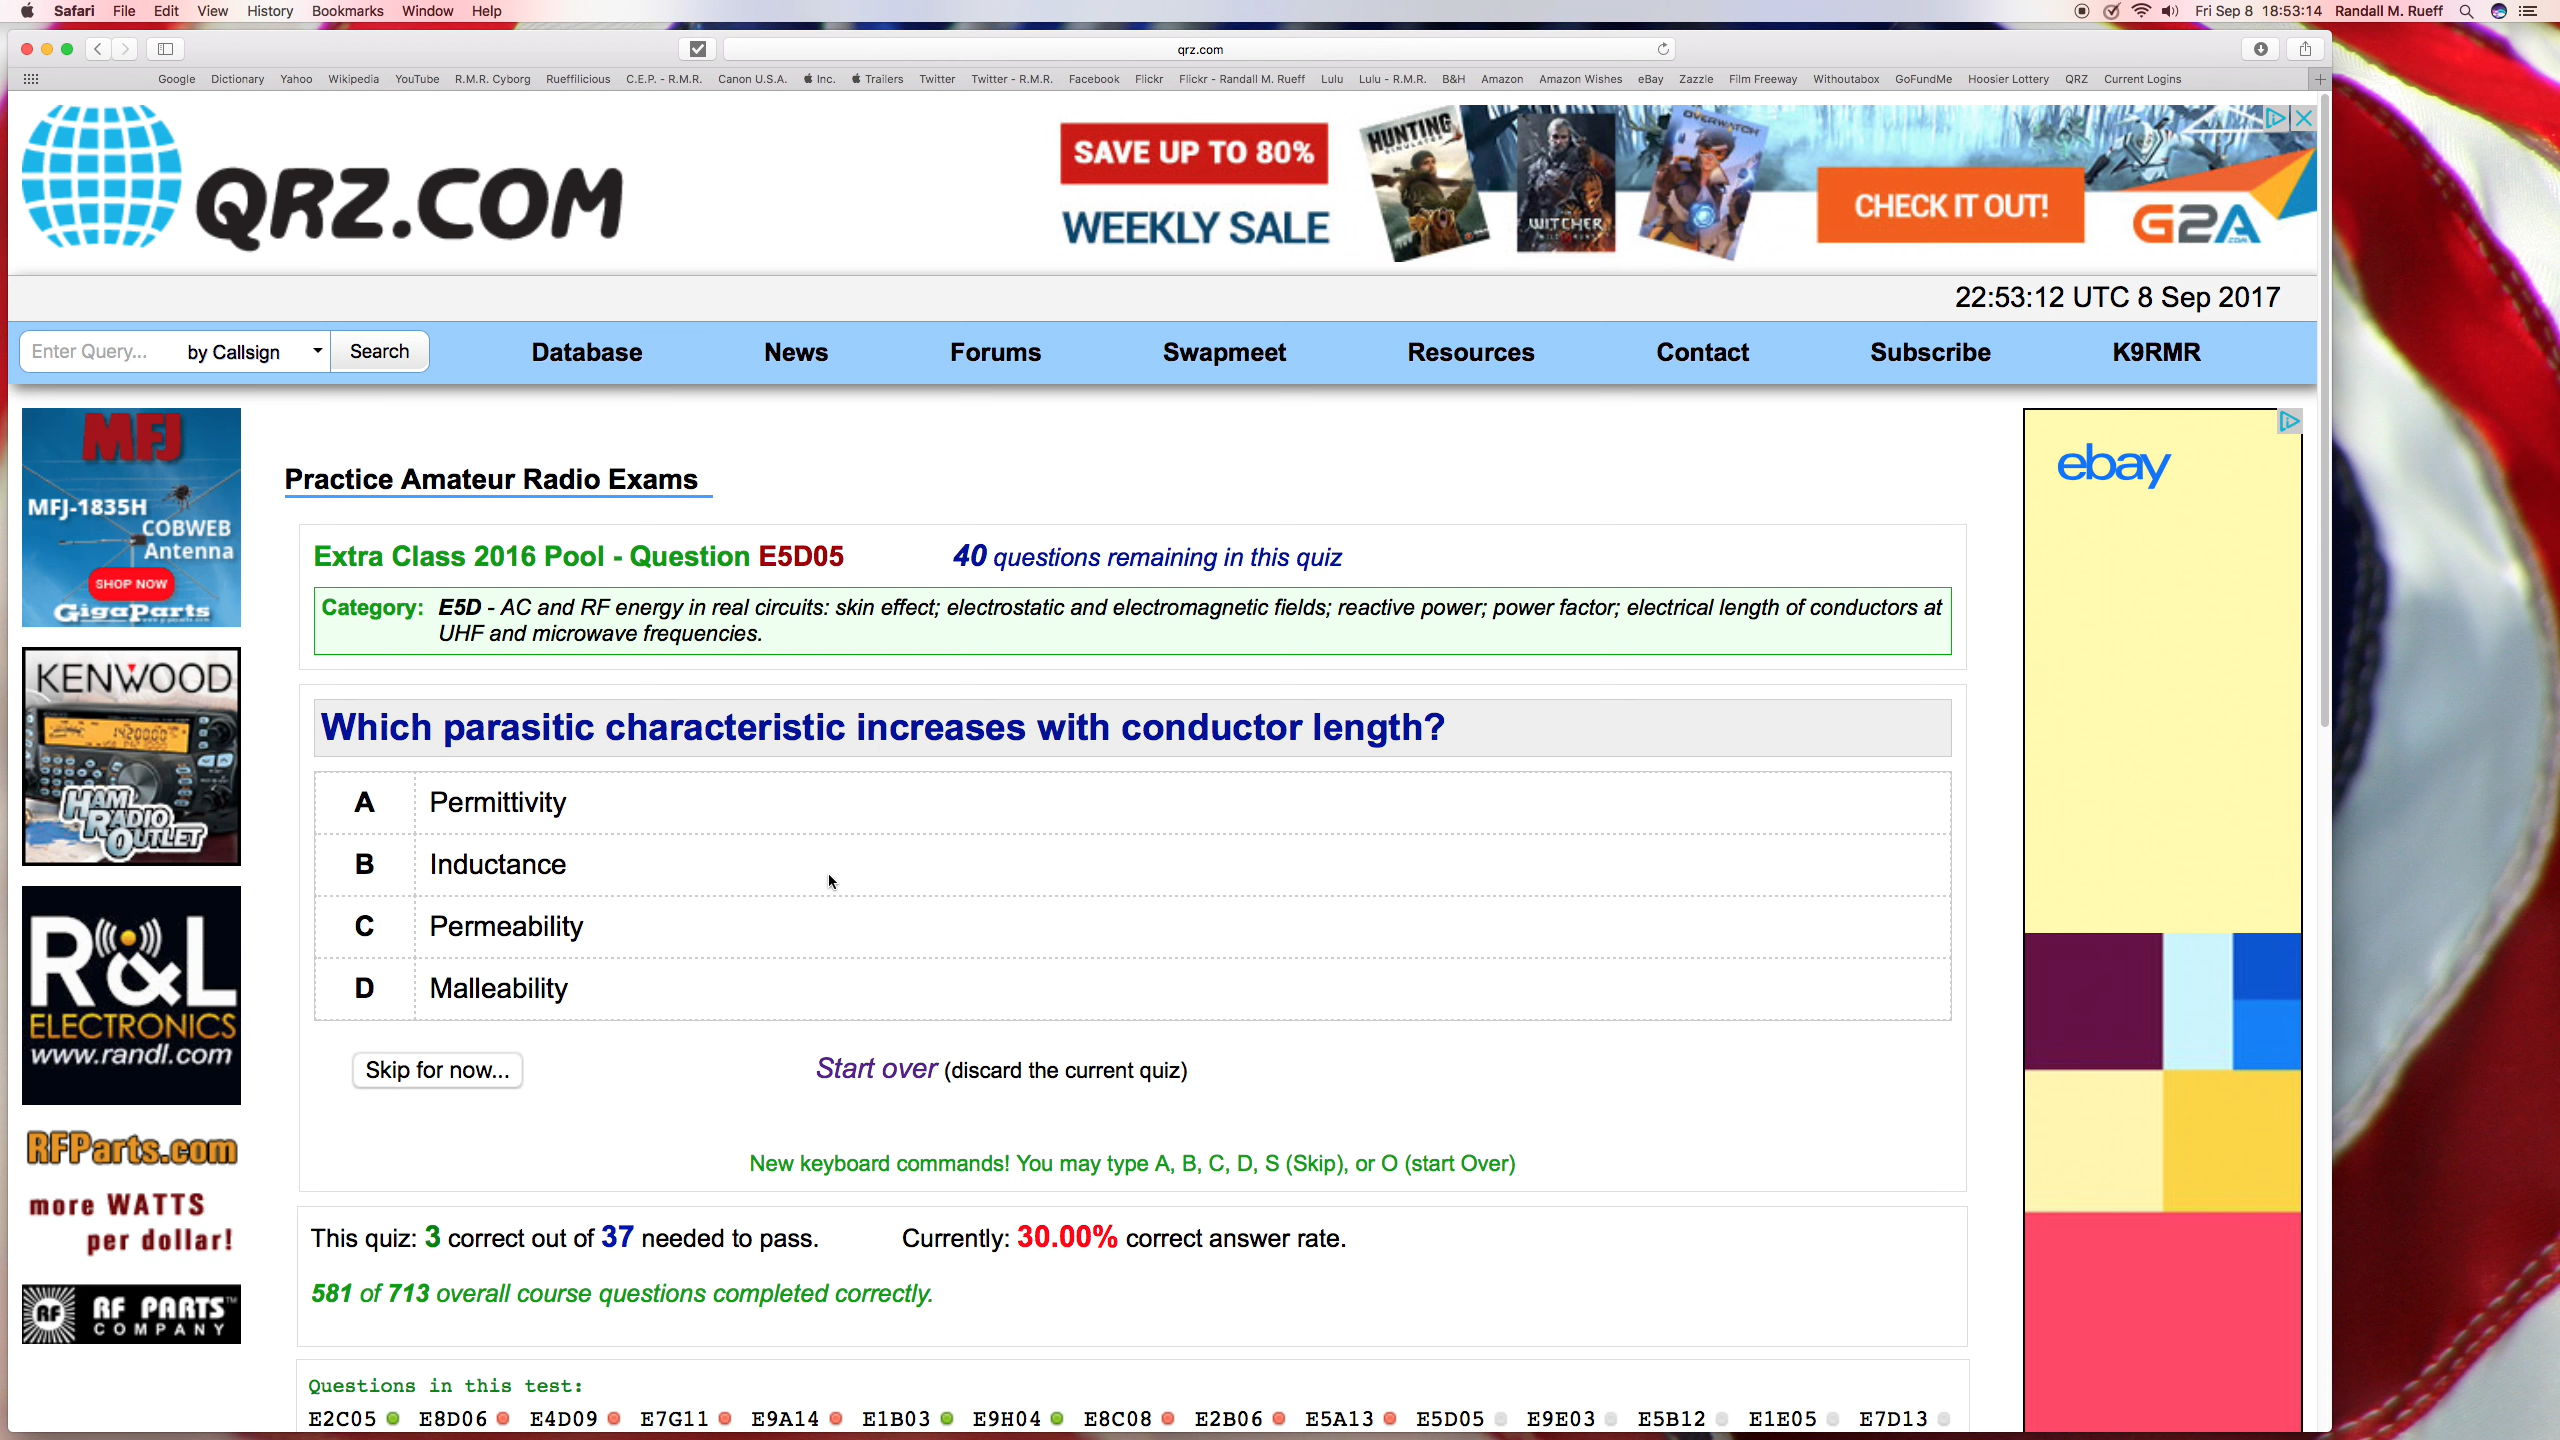 Safari File Edit View History Bookmarks Window Help
Fri Sep 8 18:53:14 Randall M. Rueff
qrz.com
Google Dictionary Yahoo Wikipedia YouTube R.M.R. Cyborg Rueffilicious C.E.P. - R.M.R. Canon U.S.A. Inc. Trailers Twitter Twitter - R.M.R. Facebook Flickr Flickr - Randall M. Rueff Lulu Lulu - R.M.R. B&H Amazon Amazon Wishes eBay Zazzle Film Freeway Withoutabox GoFundMe Hoosier Lottery QRZ Current Logins
QRZ.COM
SAVE UP TO 80%
WEEKLY SALE
HUNTING
WITCHER
OVERWATCH
CHECK IT OUT!
G2A
22:53:12 UTC 8 Sep 2017
Enter Query... by Callsign Search Database News Forums Swapmeet Resources Contact Subscribe K9RMR
MFJ
MFJ-1835H
COBWEB
Antenna
SHOP NOW
GigaParts
KENWOOD
HAM
RADIO
OUTLET
R&L
ELECTRONICS
www.randl.com
RFParts.com
more WATTS
per dollar!
RF RF PARTS™
COMPANY
Practice Amateur Radio Exams
Extra Class 2016 Pool - Question E5D05 40 questions remaining in this quiz
Category: E5D - AC and RF energy in real circuits: skin effect; electrostatic and electromagnetic fields; reactive power; power factor; electrical length of conductors at
UHF and microwave frequencies.
Which parasitic characteristic increases with conductor length?
A Permittivity
B Inductance
C Permeability
D Malleability
Skip for now... Start over (discard the current quiz)
New keyboard commands! You may type A, B, C, D, S (Skip), or O (start Over)
This quiz: 3 correct out of 37 needed to pass. Currently: 30.00% correct answer rate.
581 of 713 overall course questions completed correctly.
Questions in this test:
E2C05 E8D06 E4D09 E7G11 E9A14 E1B03 E9H04 E8C08 E2B06 E5A13 E5D05 E9E03 E5B12 E1E05 E7D13
ebay